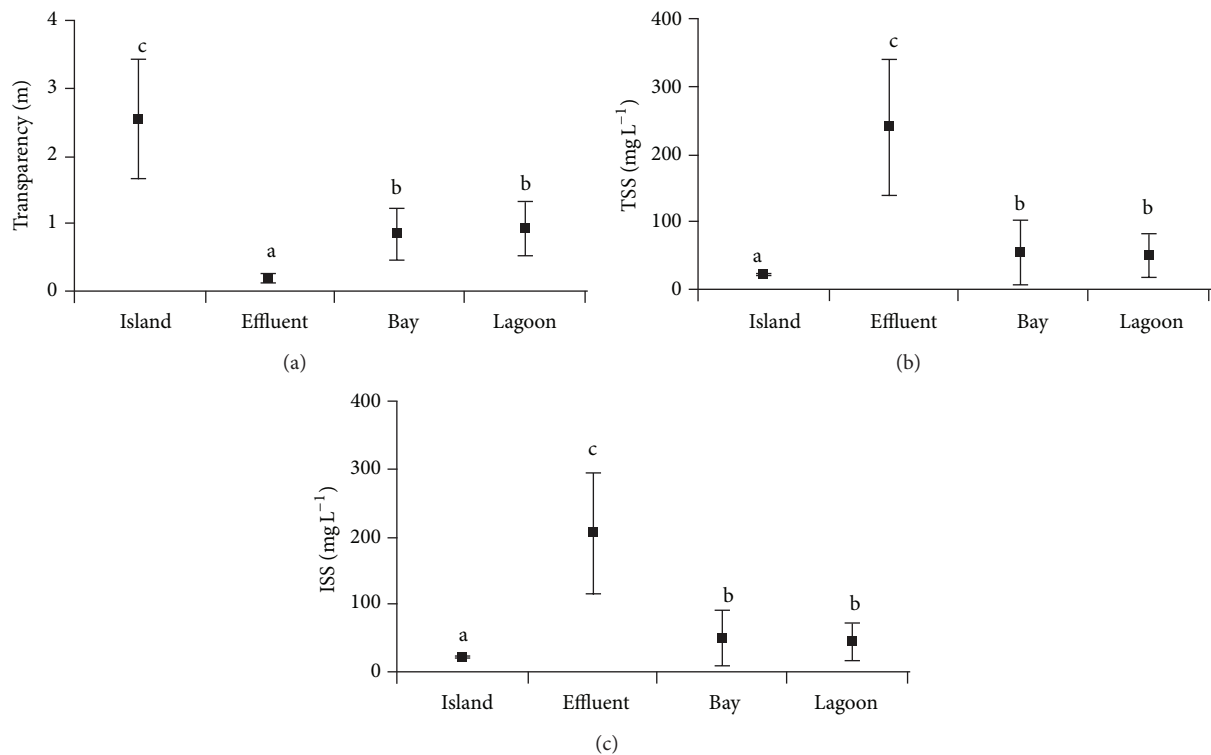 4
3
2
1
0
Transparency (m)
c
a
b
b
Island Effluent Bay Lagoon
(a)
400
300
200
100
0
TSS (mg L⁻¹)
a
c
b
b
Island Effluent Bay Lagoon
(b)
400
300
200
100
0
ISS (mg L⁻¹)
a
c
b
b
Island Effluent Bay Lagoon
(c)